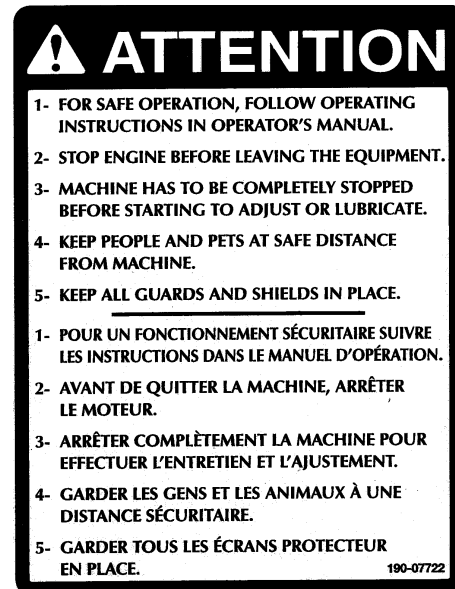 ATTENTION
1- FOR SAFE OPERATION, FOLLOW OPERATING
INSTRUCTIONS IN OPERATOR'S MANUAL.
2- STOP ENGINE BEFORE LEAVING THE EQUIPMENT.
3- MACHINE HAS TO BE COMPLETELY STOPPED
BEFORE STARTING TO ADJUST OR LUBRICATE.
4- KEEP PEOPLE AND PETS AT SAFE DISTANCE
FROM MACHINE.
5- KEEP ALL GUARDS AND SHIELDS IN PLACE.
1- POUR UN FONCTIONNEMENT SÉCURITAIRE SUIVRE
LES INSTRUCTIONS DANS LE MANUEL D'OPÉRATION.
2- AVANT DE QUITTER LA MACHINE, ARRÊTER
LE MOTEUR.
3- ARRÊTER COMPLÈTEMENT LA MACHINE POUR
EFFECTUER L'ENTRETIEN ET L'AJUSTEMENT.
4- GARDER LES GENS ET LES ANIMAUX À UNE
DISTANCE SÉCURITAIRE.
5- GARDER TOUS LES ÉCRANS PROTECTEUR
EN PLACE.
190-07722